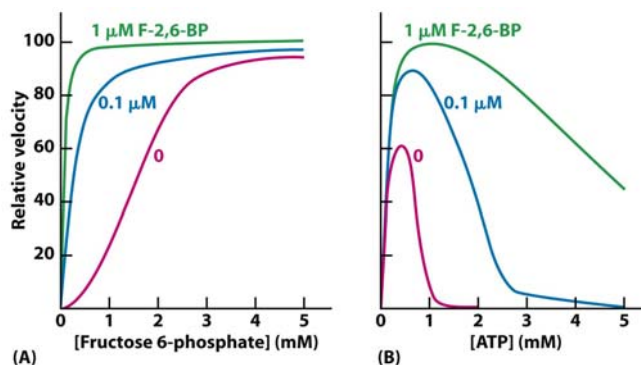 1 μM F-2,6-BP
100
80
60
40
20
Relative velocity
0.1 μM
0
0 1 2 3 4 5
[Fructose 6-phosphate] (mM)
(A)
1 μM F-2,6-BP
0.1 μM
0
0 1 2 3 4 5
[ATP] (mM)
(B)